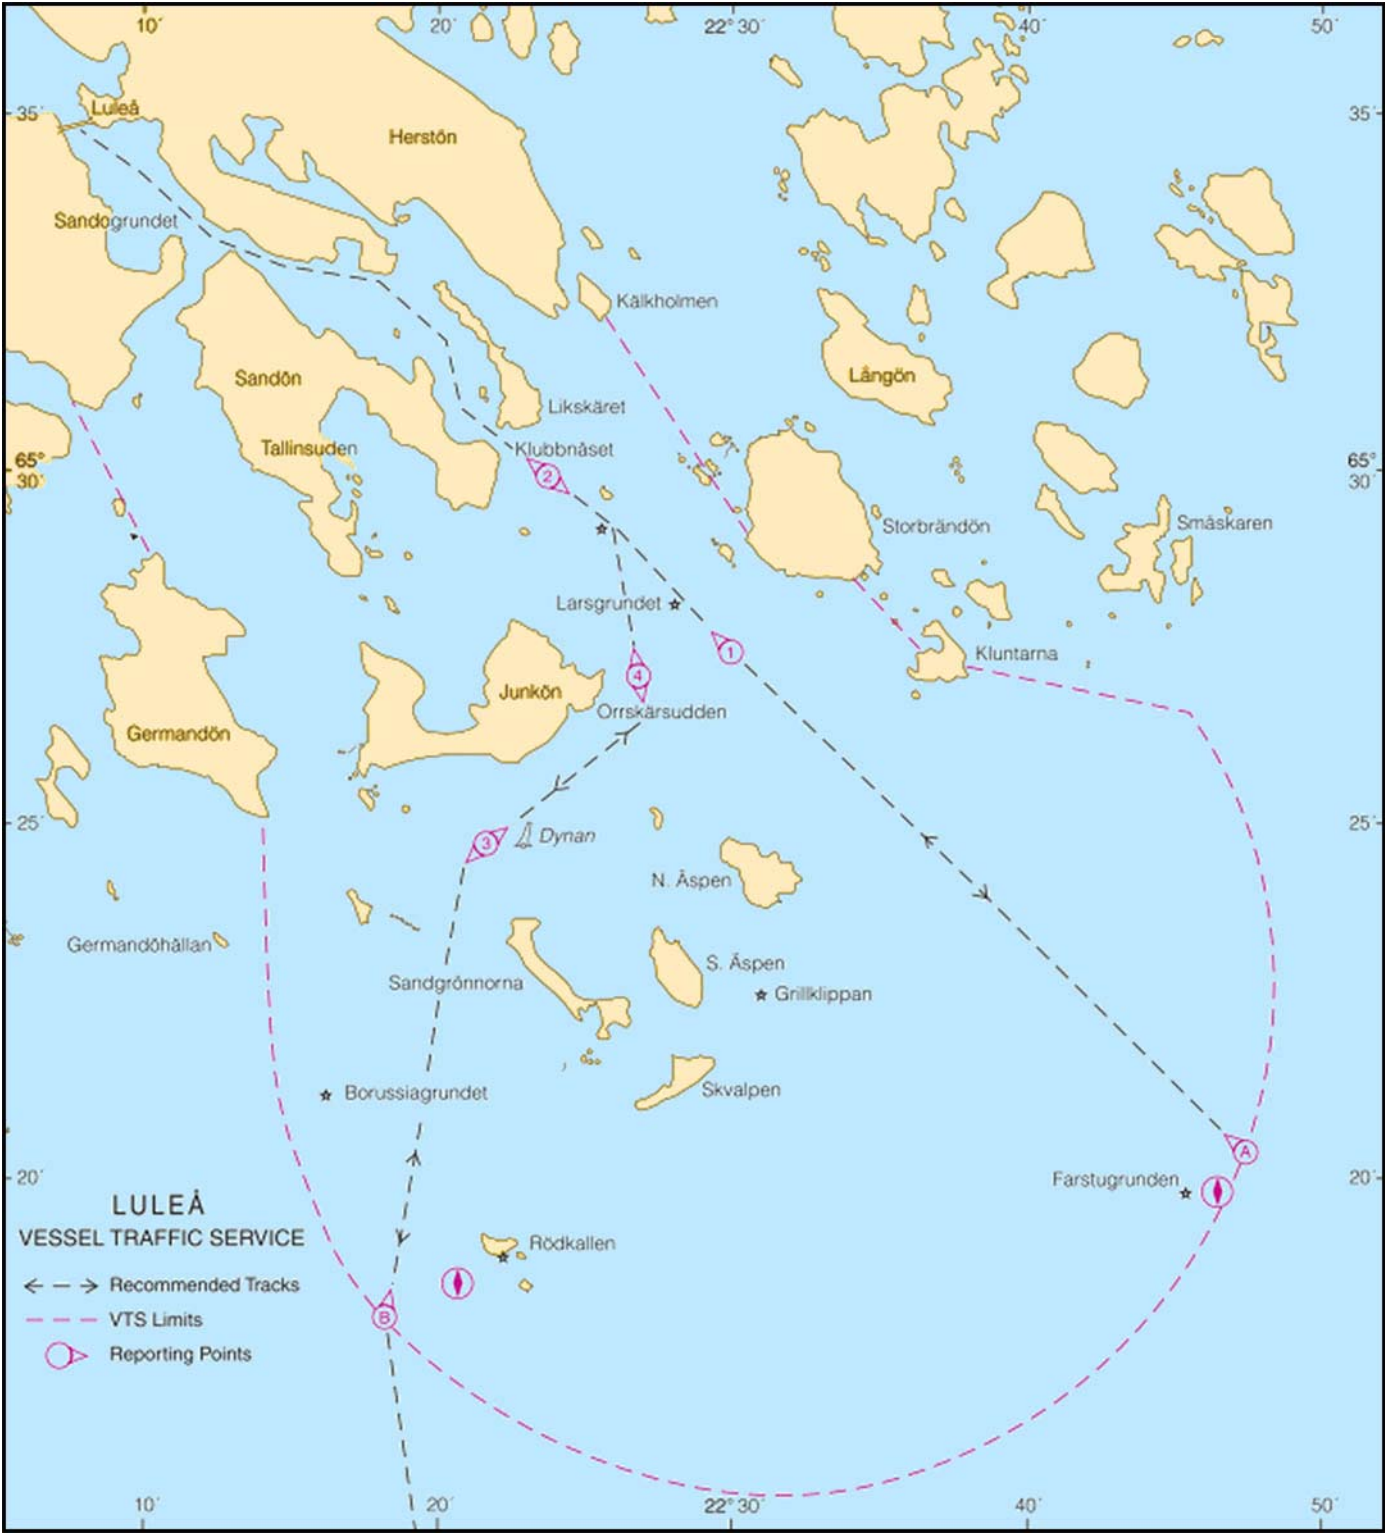 10´ 20´ 22° 30´ 40´ 50´
35´ Luleå 35´
Herstön
Sandögrundet
Kälkholmen
Sandön Långön
Likskäret
Tallinsuden Klubbnäset
65° 65°
30´ 2 30´
Storbrändön Småskaren
Larsgrundet
1 Kluntarna
4
Junkön
Orrskärsudden
Germandön
25´ 25´
3 Dynan
N. Äspen
Germandöhällan
S. Äspen
Sandgrönnorna Grillklippan
Borussiagrundet Skvalpen
A
20´ Farstugrunden 20´
LULEÅ
VESSEL TRAFFIC SERVICE Rödkallen
Recommended Tracks
VTS Limits B
Reporting Points
10´ 20´ 22° 30´ 40´ 50´